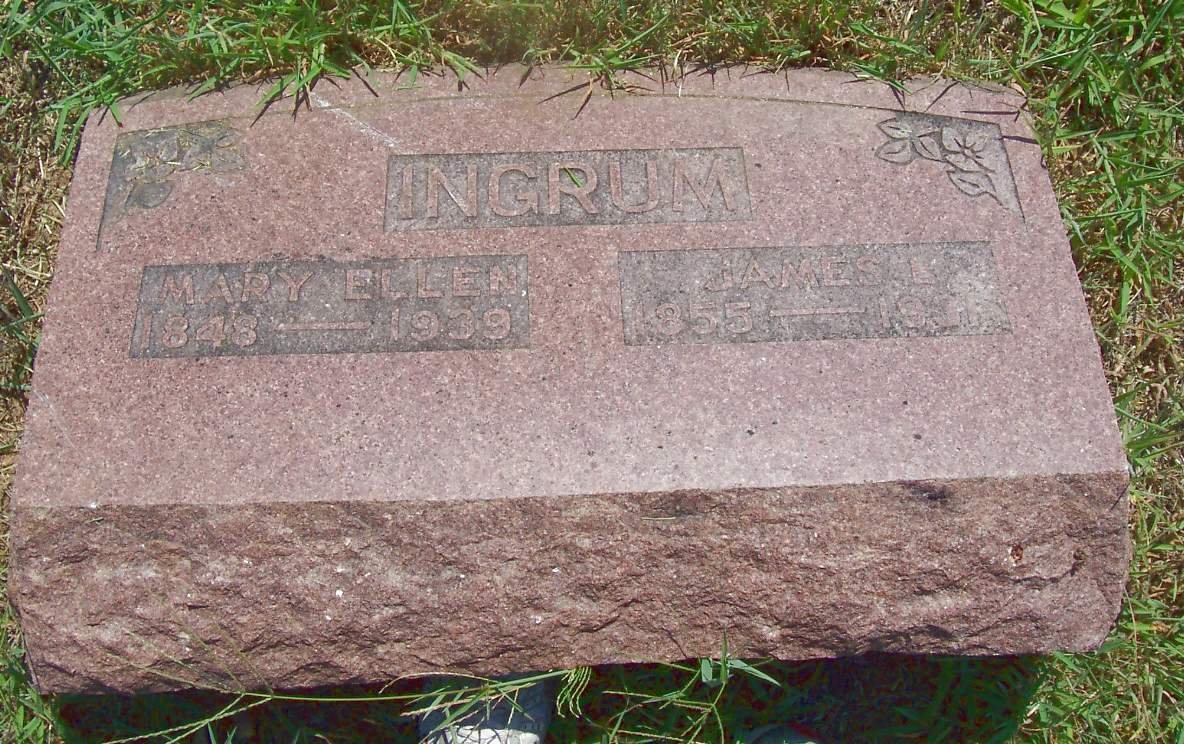 INGRUM
MARY ELLEN
1848 — 1939
JAMES L
1855 —